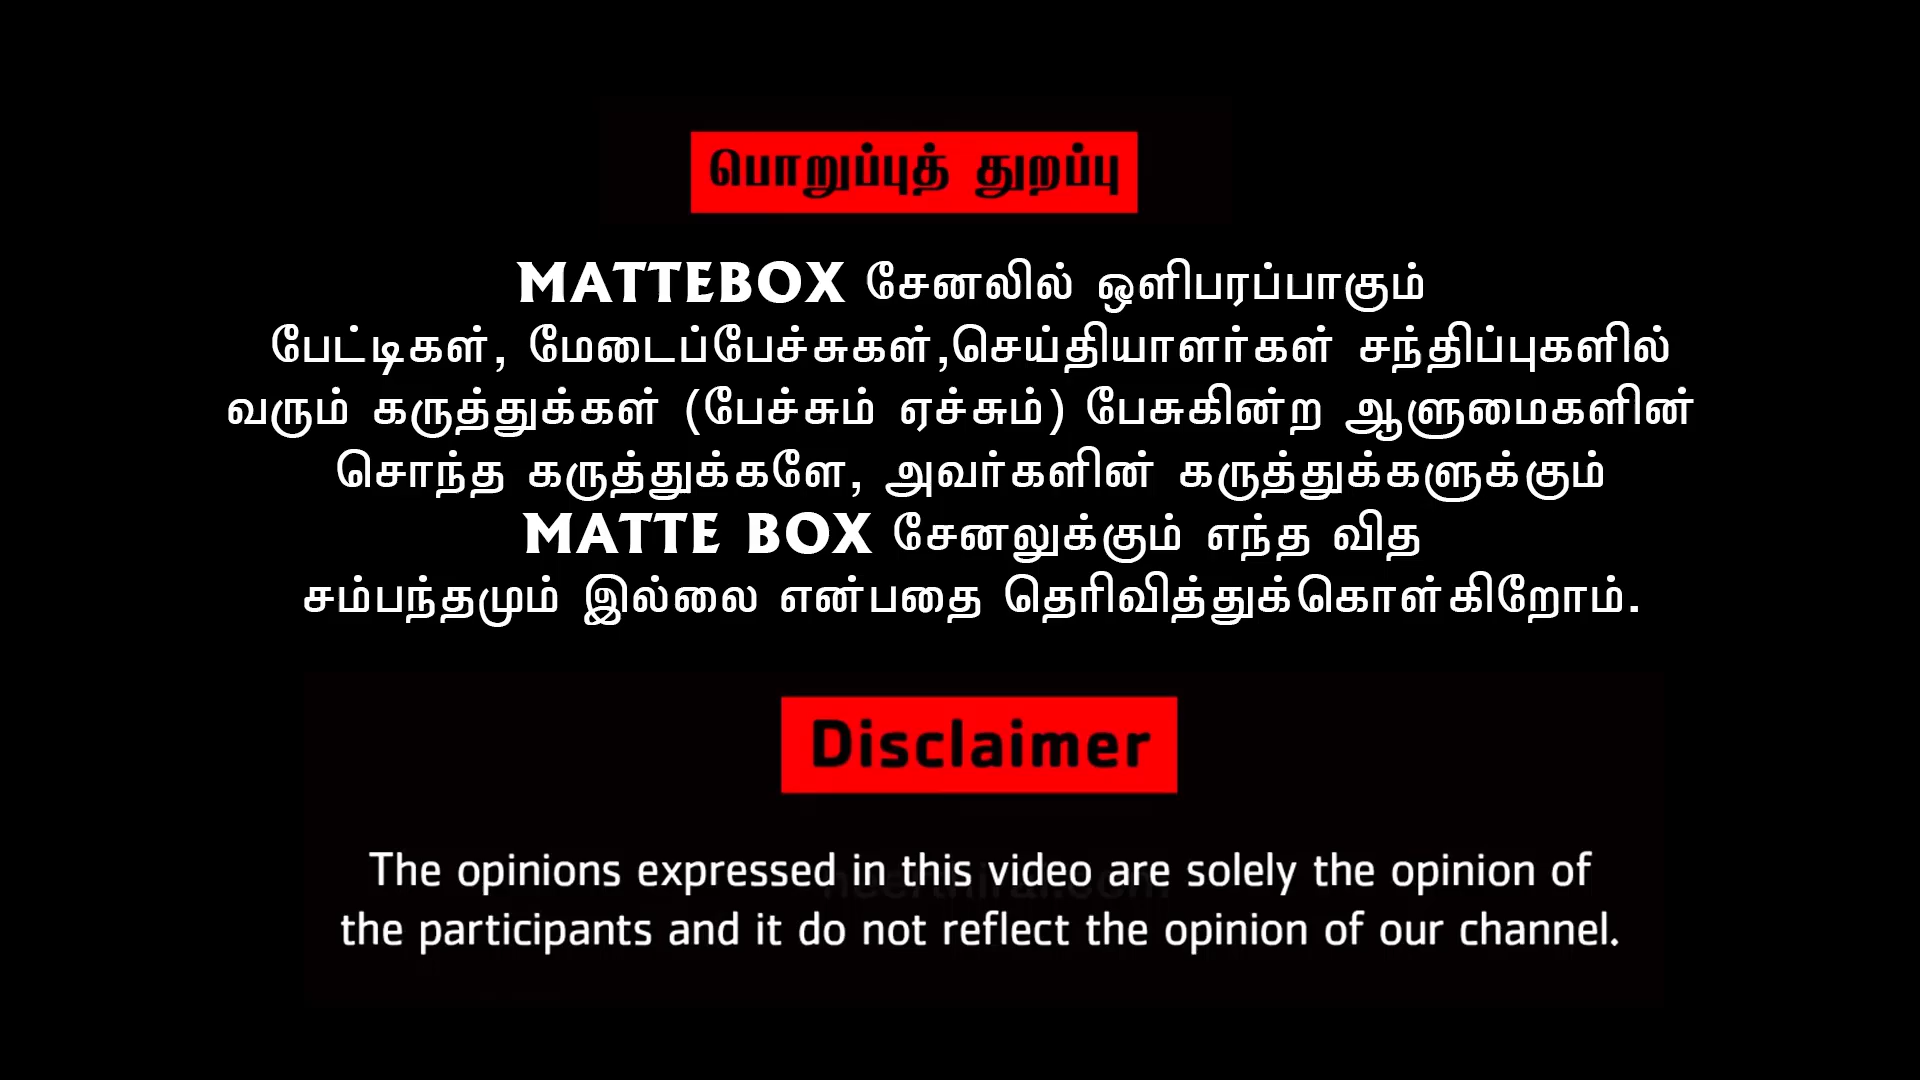 பொறுப்புத் துறப்பு
MATTEBOX சேனலில் ஒளிபரப்பாகும்
பேட்டிகள், மேடைப்பேச்சுகள்,செய்தியாளர்கள் சந்திப்புகளில்
வரும் கருத்துக்கள் (பேச்சும் ஏச்சும்) பேசுகின்ற ஆளுமைகளின்
சொந்த கருத்துக்களே, அவர்களின் கருத்துக்களுக்கும்
MATTE BOX சேனலுக்கும் எந்த வித
சம்பந்தமும் இல்லை என்பதை தெரிவித்துக்கொள்கிறோம்.
Disclaimer
The opinions expressed in this video are solely the opinion of
the participants and it do not reflect the opinion of our channel.